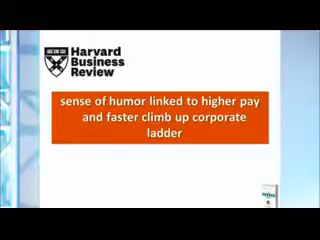 Harvard
Business
Review
sense of humor linked to higher pay
and faster climb up corporate
ladder